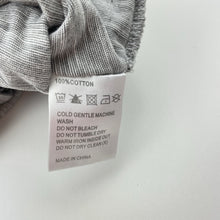 100%COTTON
COLD GENTLE MACHINE
WASH
DO NOT BLEACH
DO NOT TUMBLE DRY
WARM IRON INSIDE OUT
DO NOT DRY CLEAN (X)
MADE IN CHINA